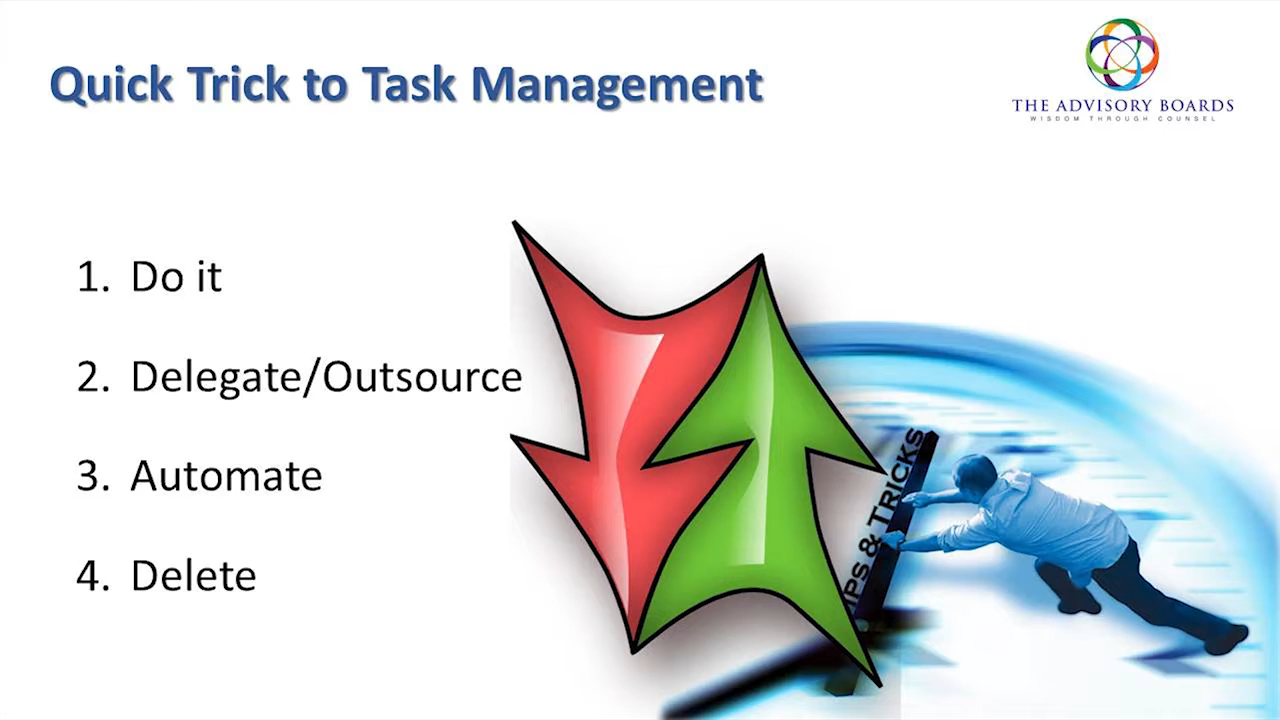 Quick Trick to Task Management
THE ADVISORY BOARDS
WISDOM THROUGH COUNSEL
1. Do it
2. Delegate/Outsource
3. Automate
4. Delete
& TRICKS